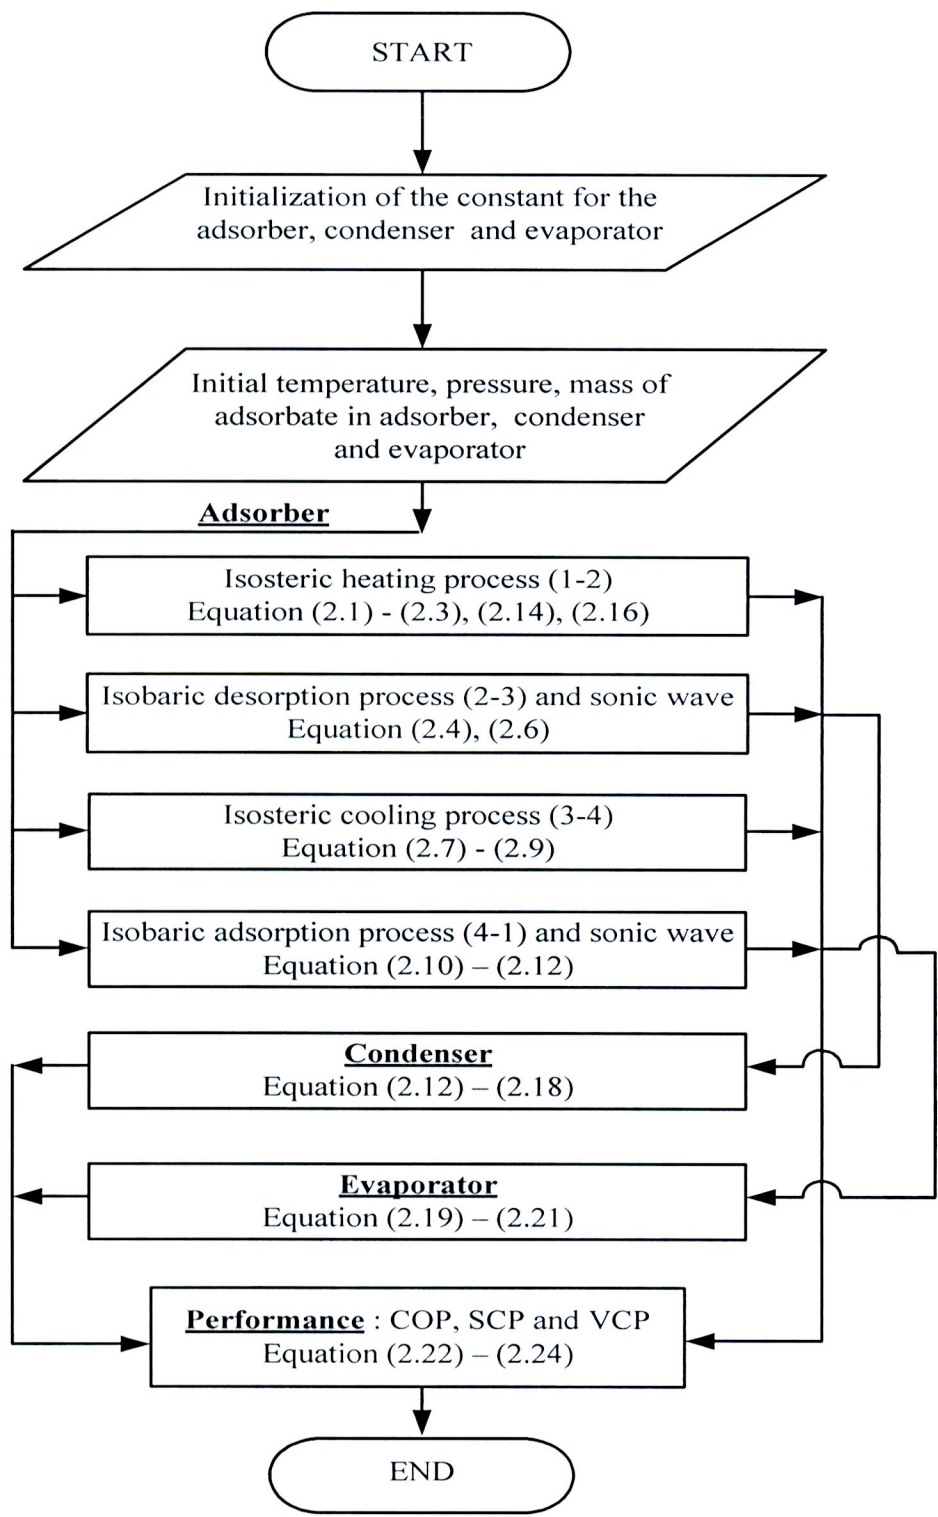 START
Initialization of the constant for the
adsorber, condenser and evaporator
Initial temperature, pressure, mass of
adsorbate in adsorber, condenser
and evaporator
Adsorber
Isosteric heating process (1-2)
Equation (2.1) - (2.3), (2.14), (2.16)
Isobaric desorption process (2-3) and sonic wave
Equation (2.4), (2.6)
Isosteric cooling process (3-4)
Equation (2.7) - (2.9)
Isobaric adsorption process (4-1) and sonic wave
Equation (2.10) – (2.12)
Condenser
Equation (2.12) – (2.18)
Evaporator
Equation (2.19) – (2.21)
Performance : COP, SCP and VCP
Equation (2.22) – (2.24)
END